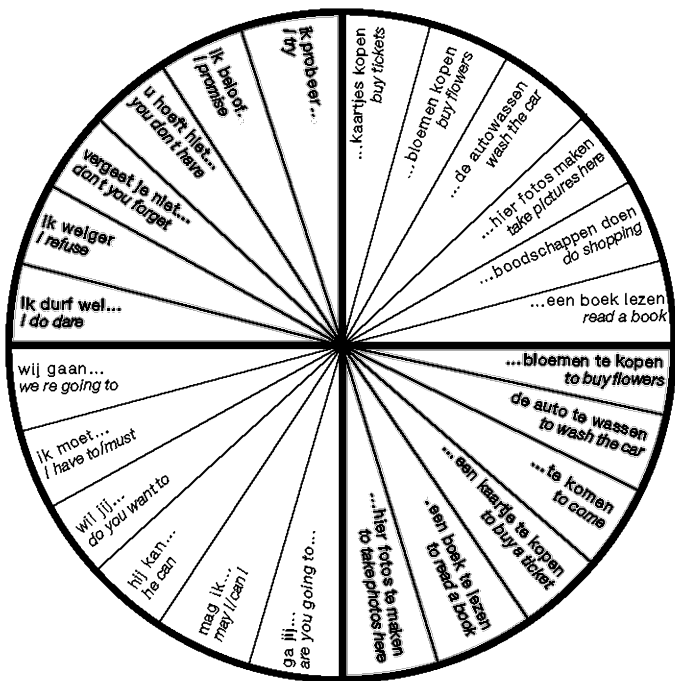 ik probeer...
I try
ik beloof..
I promise
u hoeft niet...
you don't have
vergeet je niet...
don't you forget
ik weiger
I refuse
ik durf wel...
I do dare
...kaartjes kopen
buy tickets
...bloemen kopen
buy flowers
... de autowassen
wash the car
...hier fotos maken
take pictures here
...boodschappen doen
do shopping
...een boek lezen
read a book
wij gaan...
we re going to
ik moet...
I have to/must
wil jij...
do you want to
hij kan...
he can
mag ik...
may I/can I
ga jij...
are you going to...
...bloemen te kopen
to buy flowers
de auto te wassen
to wash the car
...te komen
to come
... een kaartje te kopen
to buy a ticket
.een boek te lezen
to read a book
...hier fotos te maken
to take photos here